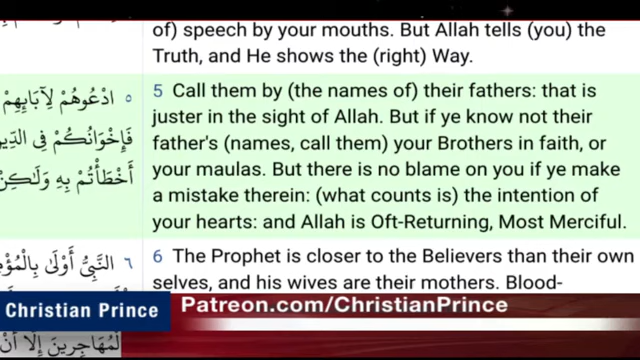 of) speech by your mouths. But Allah tells (you) the
Truth, and He shows the (right) Way.
٥ ادْعُوهُمْ لِآبَائِهِمْ
5 Call them by (the names of) their fathers: that is
juster in the sight of Allah. But if ye know not their
فَإِخْوَانُكُمْ فِي الدِّينِ
father's (names, call them) your Brothers in faith, or
your maulas. But there is no blame on you if ye make
أَخْطَأْتُمْ بِهِ وَلَٰكِنْ
a mistake therein: (what counts is) the intention of
your hearts: and Allah is Oft-Returning, Most Merciful.
٦ النَّبِيُّ أَوْلَىٰ
6 The Prophet is closer to the Believers than their own
selves, and his wives are their mothers. Blood-
Christian Prince
Patreon.com/ChristianPrince